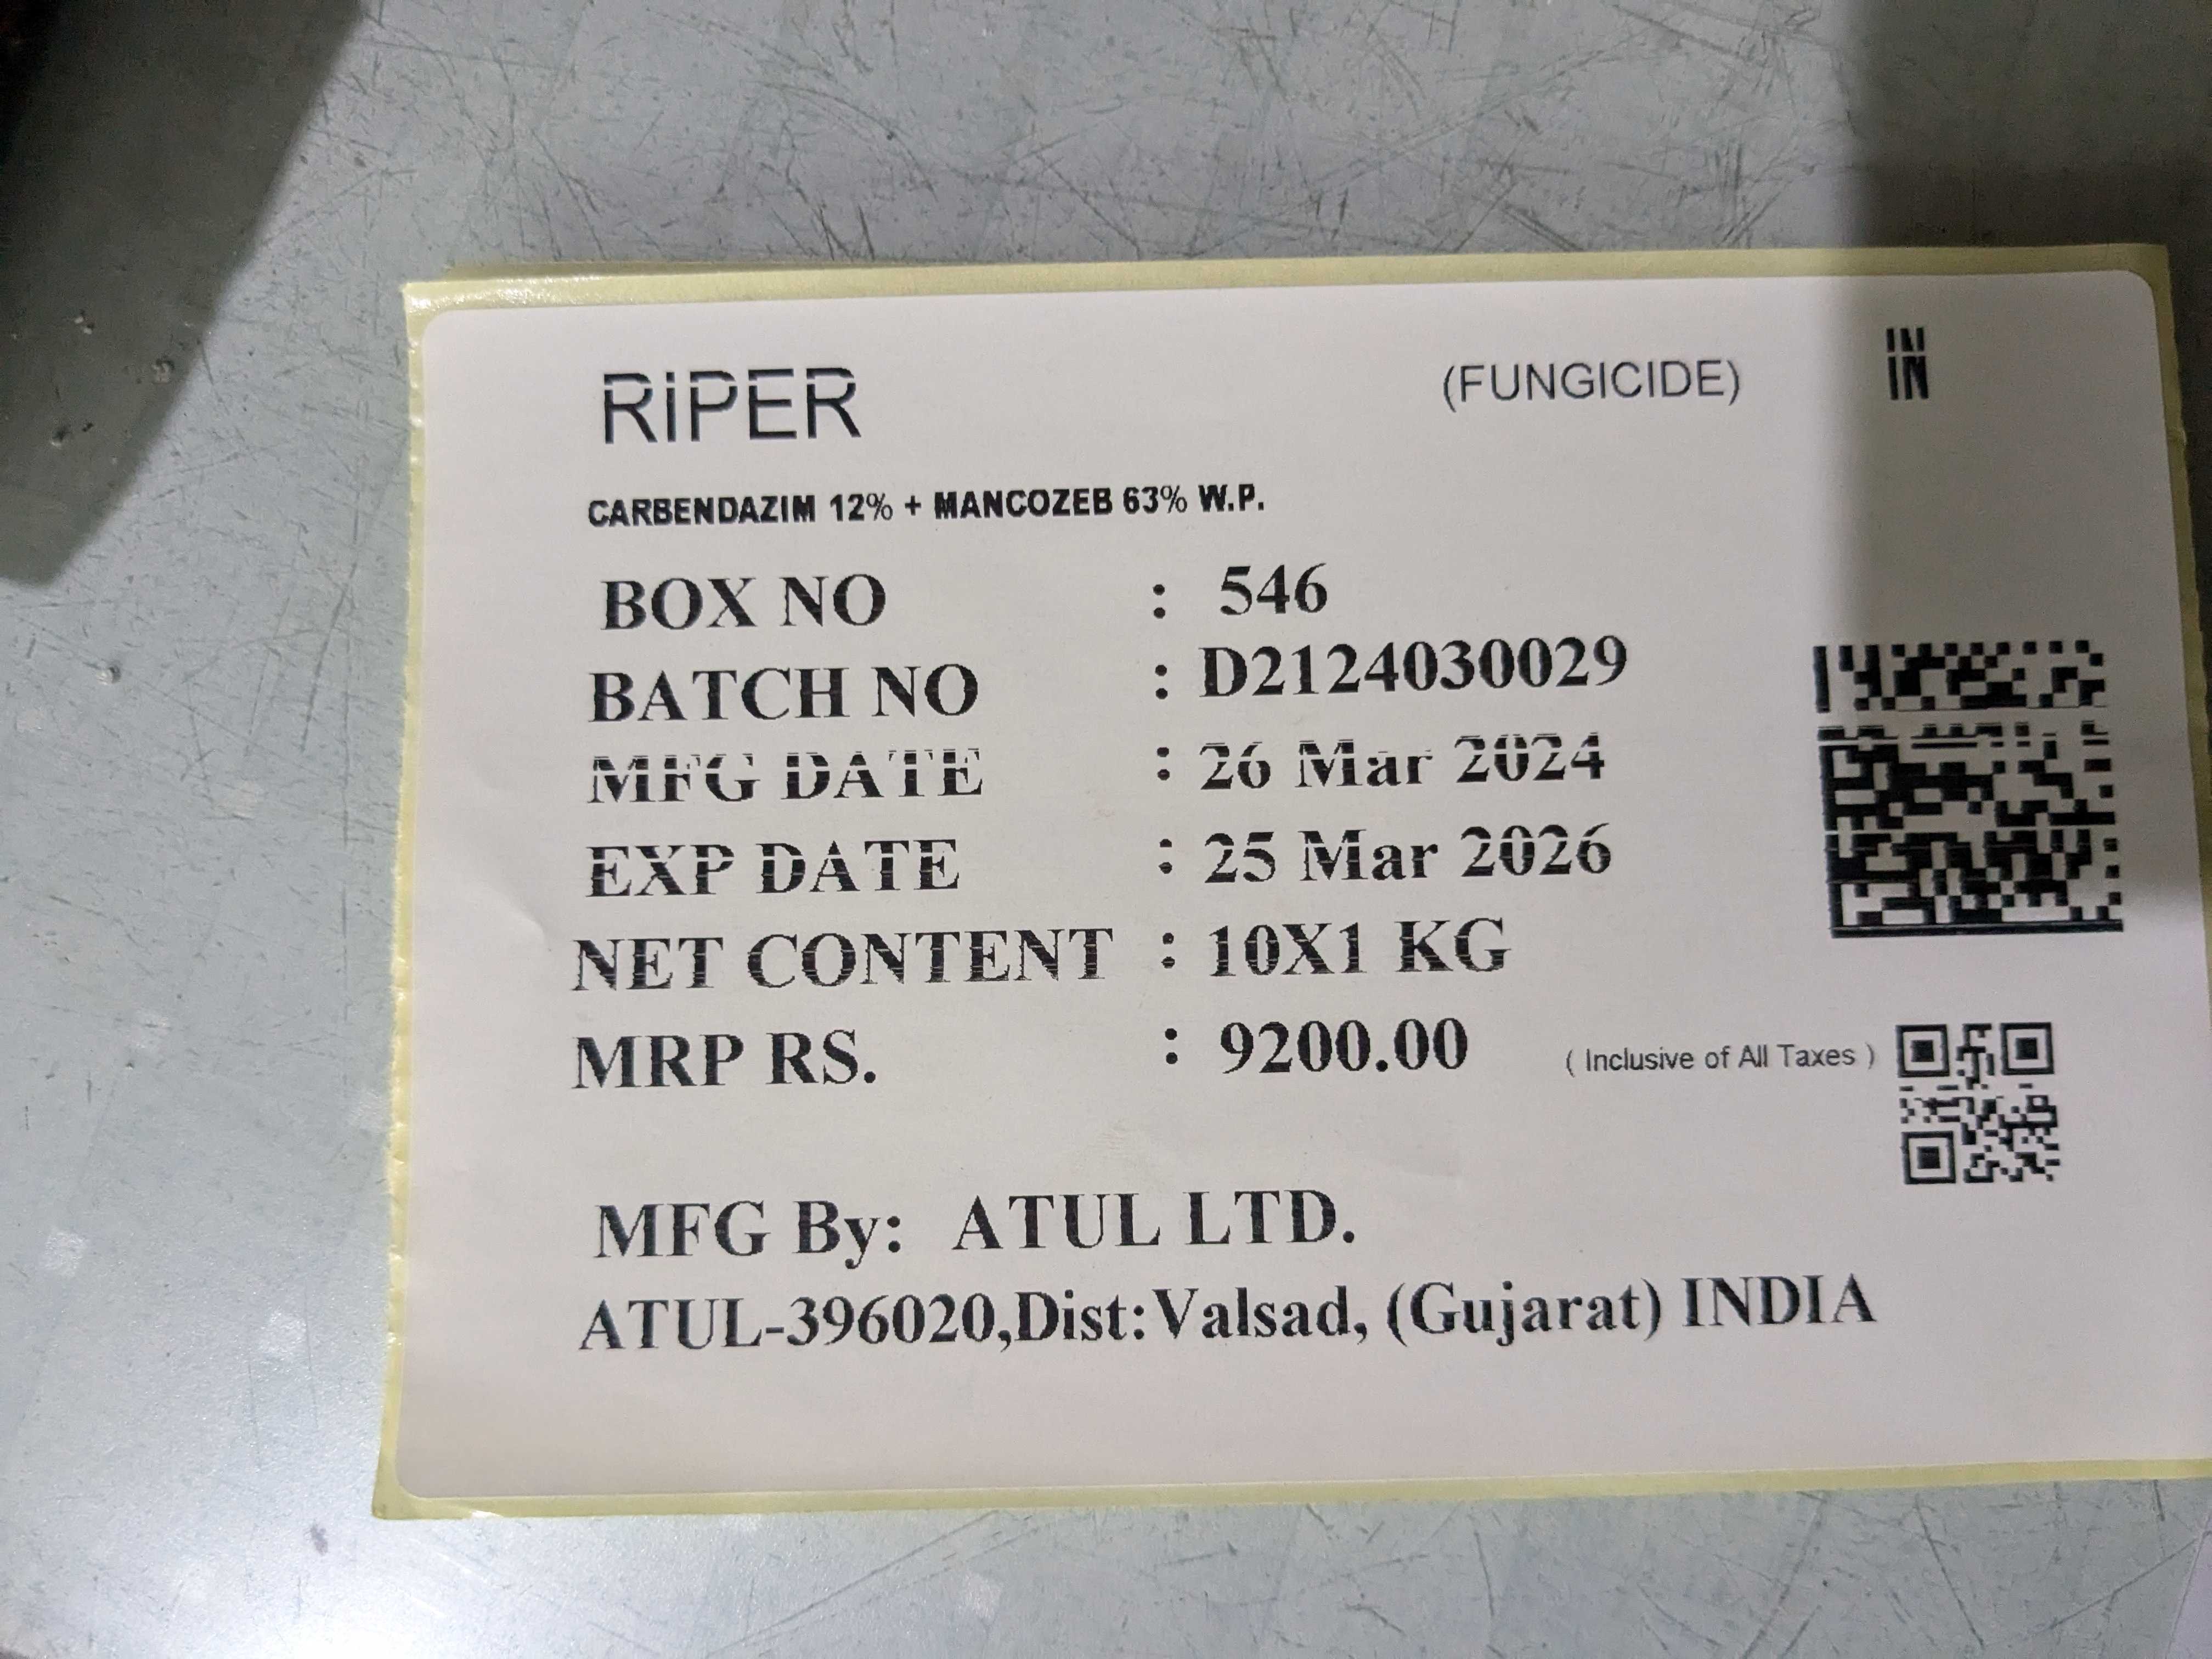 RiPER (FUNGICIDE) IN
CARBENDAZIM 12% + MANCOZEB 63% W.P.
BOX NO : 546
BATCH NO : D2124030029
MFG DATE : 26 Mar 2024
EXP DATE : 25 Mar 2026
NET CONTENT : 10X1 KG
MRP RS. : 9200.00 ( Inclusive of All Taxes )
MFG By: ATUL LTD.
ATUL-396020,Dist:Valsad, (Gujarat) INDIA